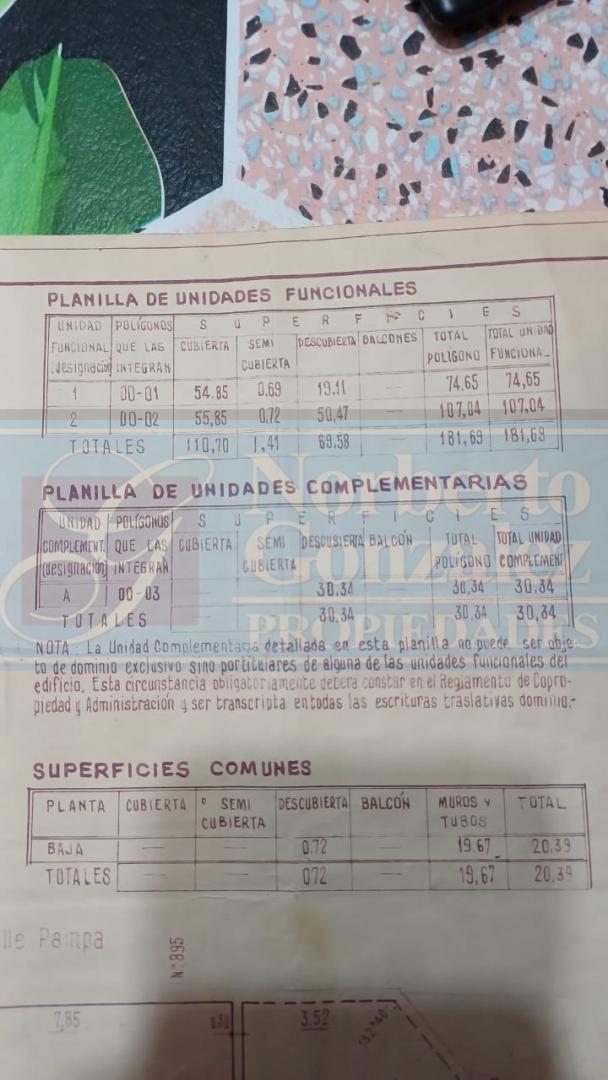 PLANILLA DE UNIDADES FUNCIONALES
UNIDAD FUNCIONAL (designación POLÍGONOS QUE LAS INTEGRAN S U P E R F I C I E S
CUBIERTA SEMI CUBIERTA DESCUBIERTA BALCONES TOTAL POLÍGONO TOTAL UNIDAD FUNCIONAL
1 00-01 54.85 0.69 19.11 — 74,65 74,65
2 00-02 55,85 0.72 50,47 — 107,04 107,04
TOTALES 110,70 1,41 69.58 — 181,69 181,69
Norberto
González
PROPIEDADES
PLANILLA DE UNIDADES COMPLEMENTARIAS
UNIDAD COMPLEMENT. (designación) POLÍGONOS QUE LAS INTEGRAN S U P E R F I C I E S
CUBIERTA SEMI CUBIERTA DESCUBIERTA BALCÓN TOTAL POLÍGONO TOTAL UNIDAD COMPLEMENT
A 00-03 — — 30.34 — 30,34 30,34
TOTALES — — 30.34 — 30.34 30,34
NOTA: La Unidad Complementaria detallada en esta planilla no puede ser obje-
to de dominio exclusivo sino por titulares de alguna de las unidades funcionales del
edificio. Esta circunstancia obligatoriamente debera constar en el Reglamento de Copro-
piedad y Administración y ser transcripta en todas las escrituras traslativas dominio.-
SUPERFICIES COMUNES
PLANTA CUBIERTA SEMI CUBIERTA DESCUBIERTA BALCÓN MUROS Y TUBOS TOTAL
BAJA — — 0.72 — 19.67 20.39
TOTALES — — 072 — 19,67 20.39
lle Pampa
Nº 895
7,85
3.52